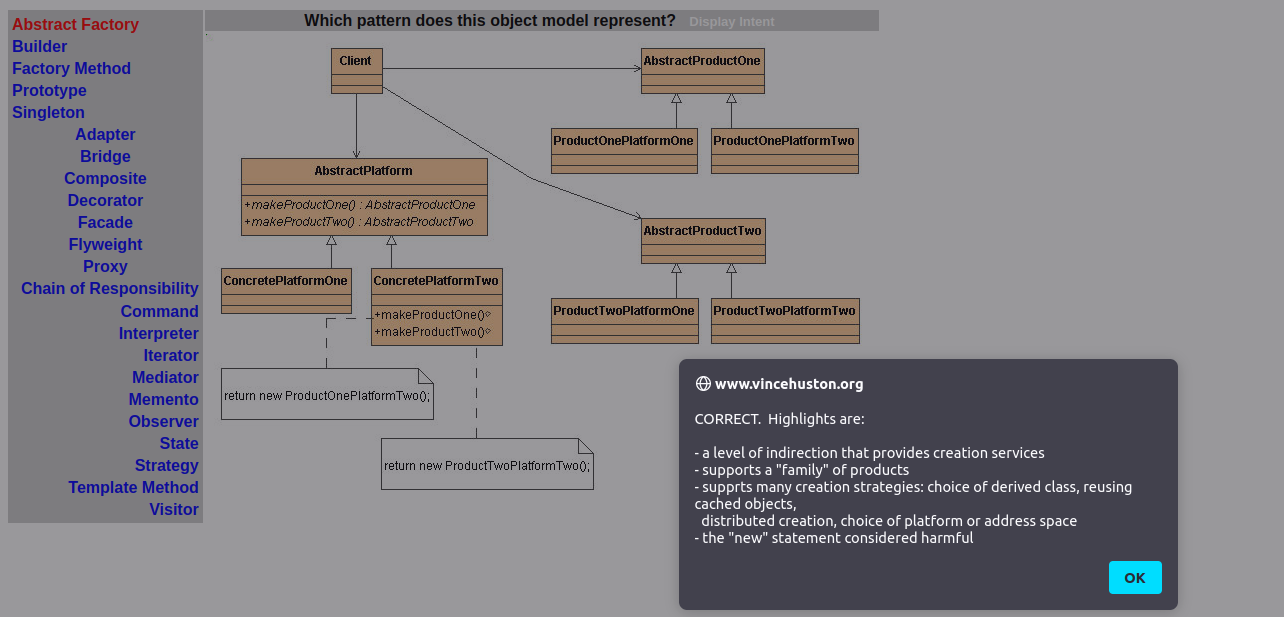 Which pattern does this object model represent? Display Intent
Abstract Factory
Builder
Factory Method
Prototype
Singleton
Adapter
Bridge
Composite
Decorator
Facade
Flyweight
Proxy
Chain of Responsibility
Command
Interpreter
Iterator
Mediator
Memento
Observer
State
Strategy
Template Method
Visitor
Client
AbstractProductOne
ProductOnePlatformOne
ProductOnePlatformTwo
AbstractPlatform
+makeProductOne() : AbstractProductOne
+makeProductTwo() : AbstractProductTwo
AbstractProductTwo
ConcretePlatformOne
ConcretePlatformTwo
+makeProductOne()
+makeProductTwo()
ProductTwoPlatformOne
ProductTwoPlatformTwo
return new ProductOnePlatformTwo();
return new ProductTwoPlatformTwo();
www.vincehuston.org
CORRECT.  Highlights are:
- a level of indirection that provides creation services
- supports a "family" of products
- supprts many creation strategies: choice of derived class, reusing
cached objects,
distributed creation, choice of platform or address space
- the "new" statement considered harmful
OK